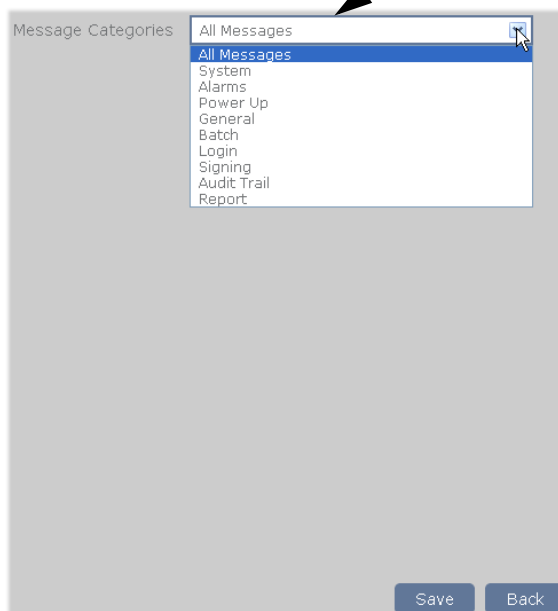 Message Categories All Messages
All Messages
System
Alarms
Power Up
General
Batch
Login
Signing
Audit Trail
Report
Save Back